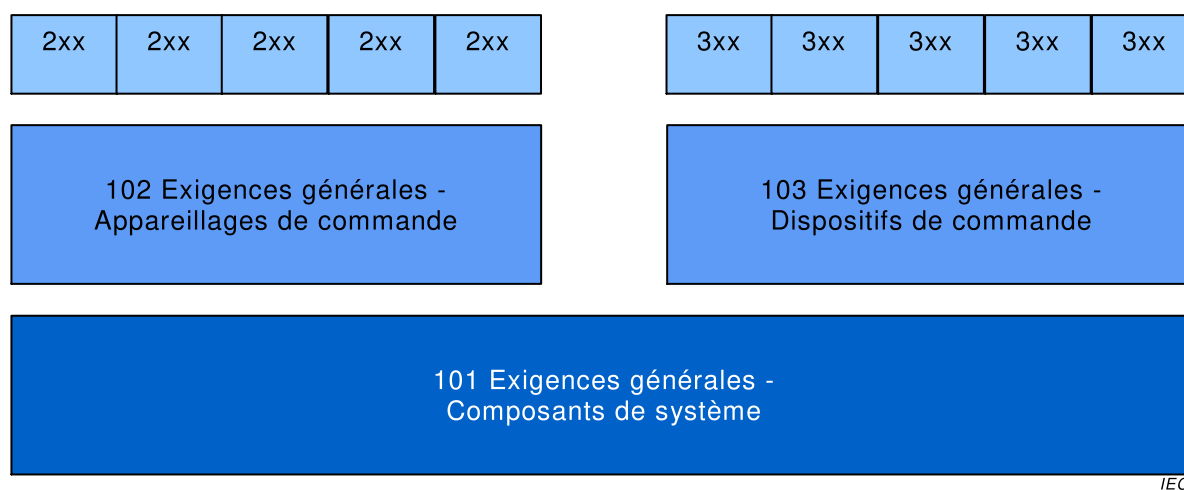 2xx 2xx 2xx 2xx 2xx 3xx 3xx 3xx 3xx 3xx
102 Exigences générales -
Appareillages de commande
103 Exigences générales -
Dispositifs de commande
101 Exigences générales -
Composants de système
IEC